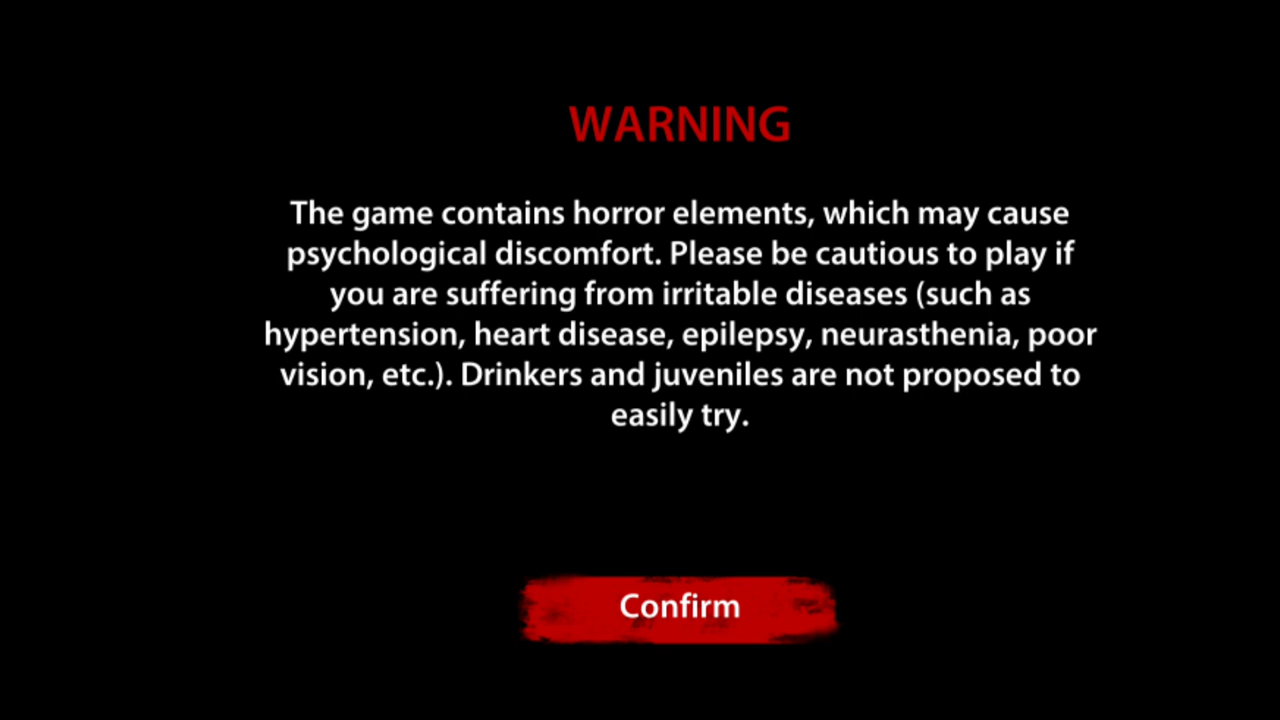 WARNING
The game contains horror elements, which may cause
psychological discomfort. Please be cautious to play if
you are suffering from irritable diseases (such as
hypertension, heart disease, epilepsy, neurasthenia, poor
vision, etc.). Drinkers and juveniles are not proposed to
easily try.
Confirm